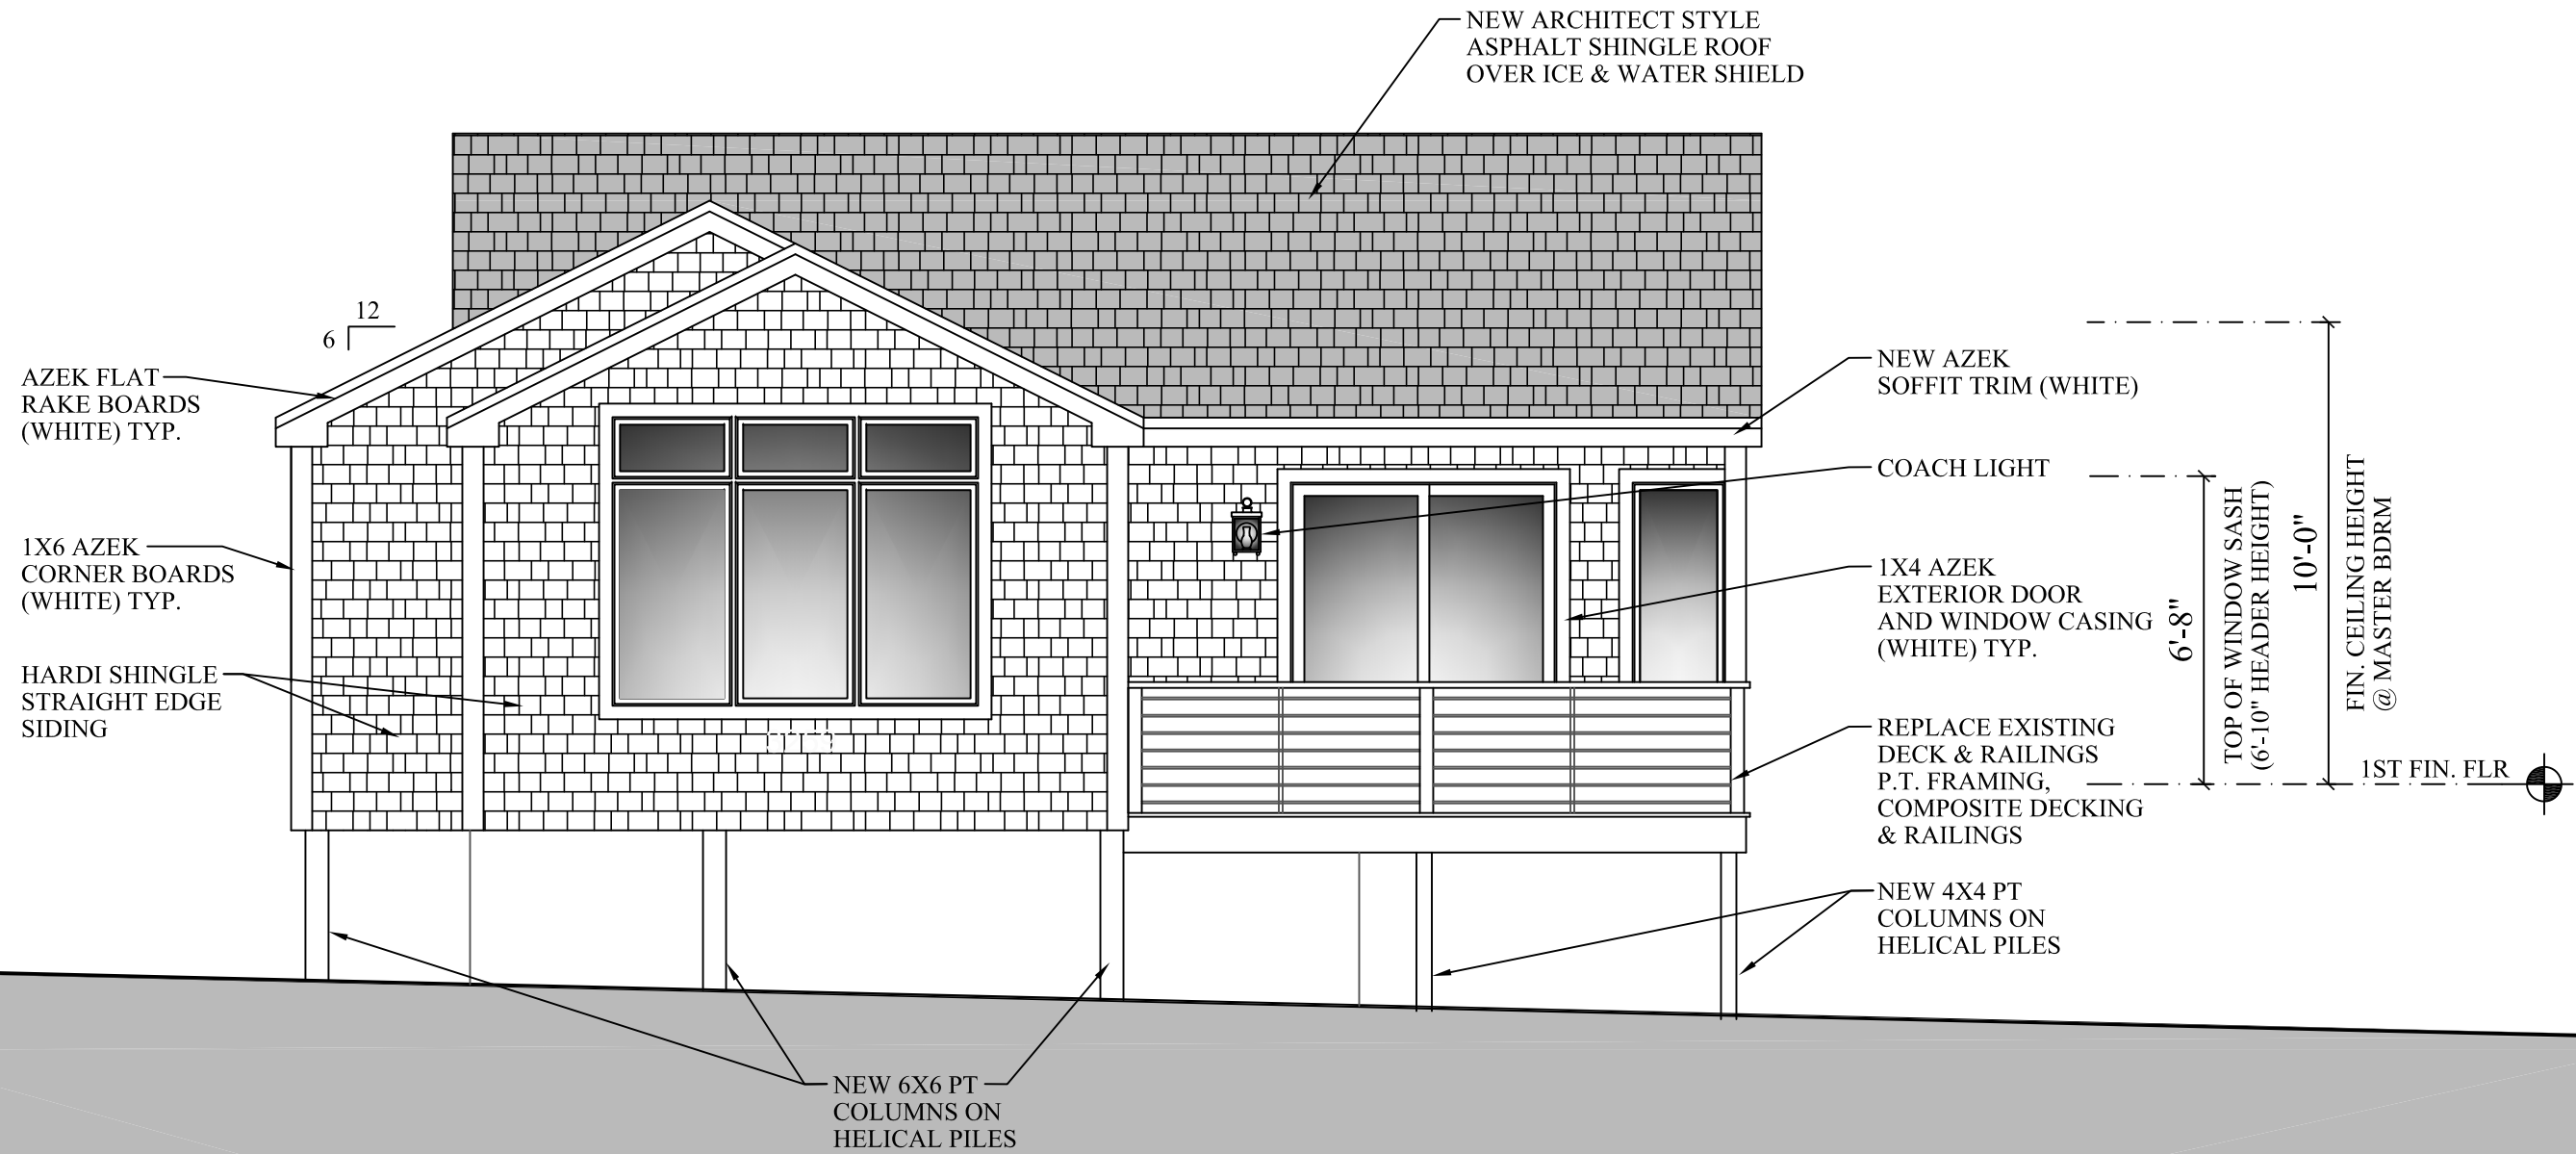 NEW ARCHITECT STYLE
ASPHALT SHINGLE ROOF
OVER ICE & WATER SHIELD
12
6
AZEK FLAT
RAKE BOARDS
(WHITE) TYP.
1X6 AZEK
CORNER BOARDS
(WHITE) TYP.
HARDI SHINGLE
STRAIGHT EDGE
SIDING
NEW AZEK
SOFFIT TRIM (WHITE)
COACH LIGHT
1X4 AZEK
EXTERIOR DOOR
AND WINDOW CASING
(WHITE) TYP.
REPLACE EXISTING
DECK & RAILINGS
P.T. FRAMING,
COMPOSITE DECKING
& RAILINGS
NEW 4X4 PT
COLUMNS ON
HELICAL PILES
6'-8"
TOP OF WINDOW SASH
(6'-10" HEADER HEIGHT)
10'-0"
FIN. CEILING HEIGHT
@ MASTER BDRM
1ST FIN. FLR
NEW 6X6 PT
COLUMNS ON
HELICAL PILES